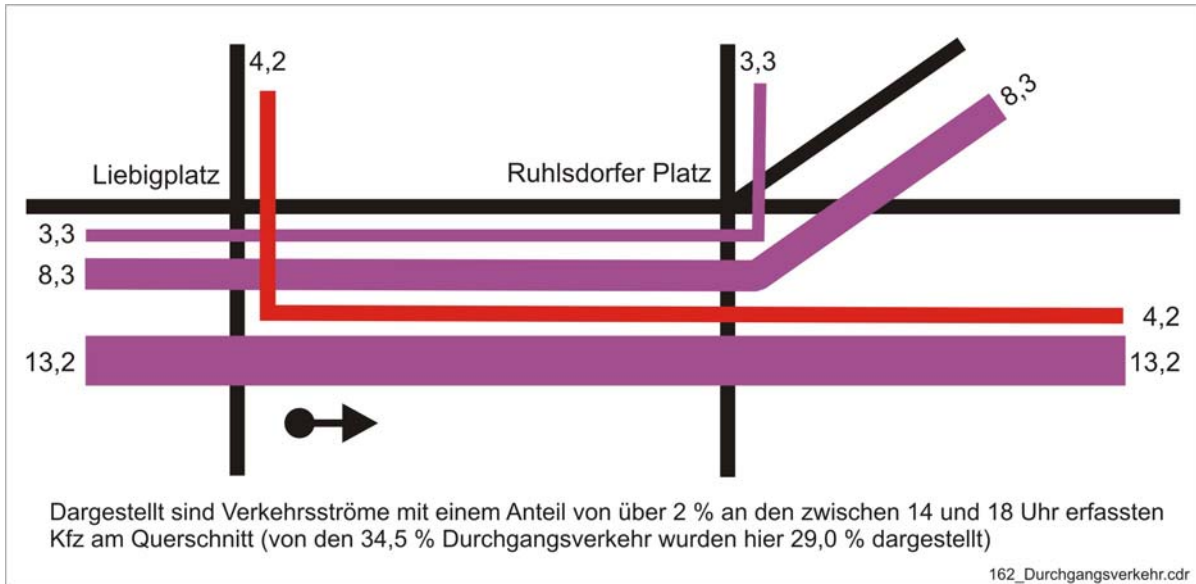 4,2
3,3
8,3
Liebigplatz
Ruhlsdorfer Platz
3,3
8,3
4,2
13,2
13,2
Dargestellt sind Verkehrsströme mit einem Anteil von über 2 % an den zwischen 14 und 18 Uhr erfassten
Kfz am Querschnitt (von den 34,5 % Durchgangsverkehr wurden hier 29,0 % dargestellt)
162_Durchgangsverkehr.cdr